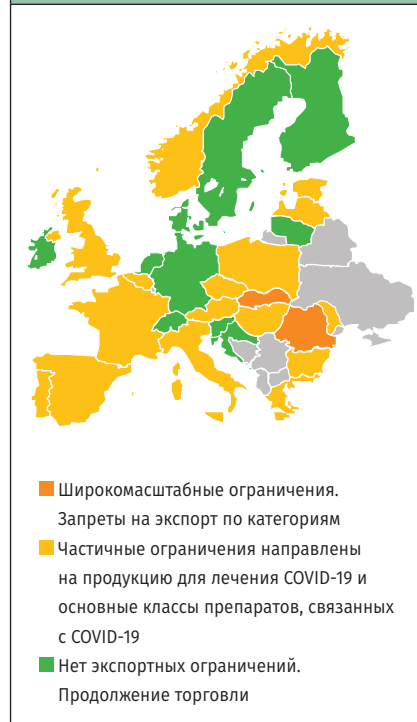 Широкомасштабные ограничения.
Запреты на экспорт по категориям
Частичные ограничения направлены
на продукцию для лечения COVID-19 и
основные классы препаратов, связанных
с COVID-19
Нет экспортных ограничений.
Продолжение торговли